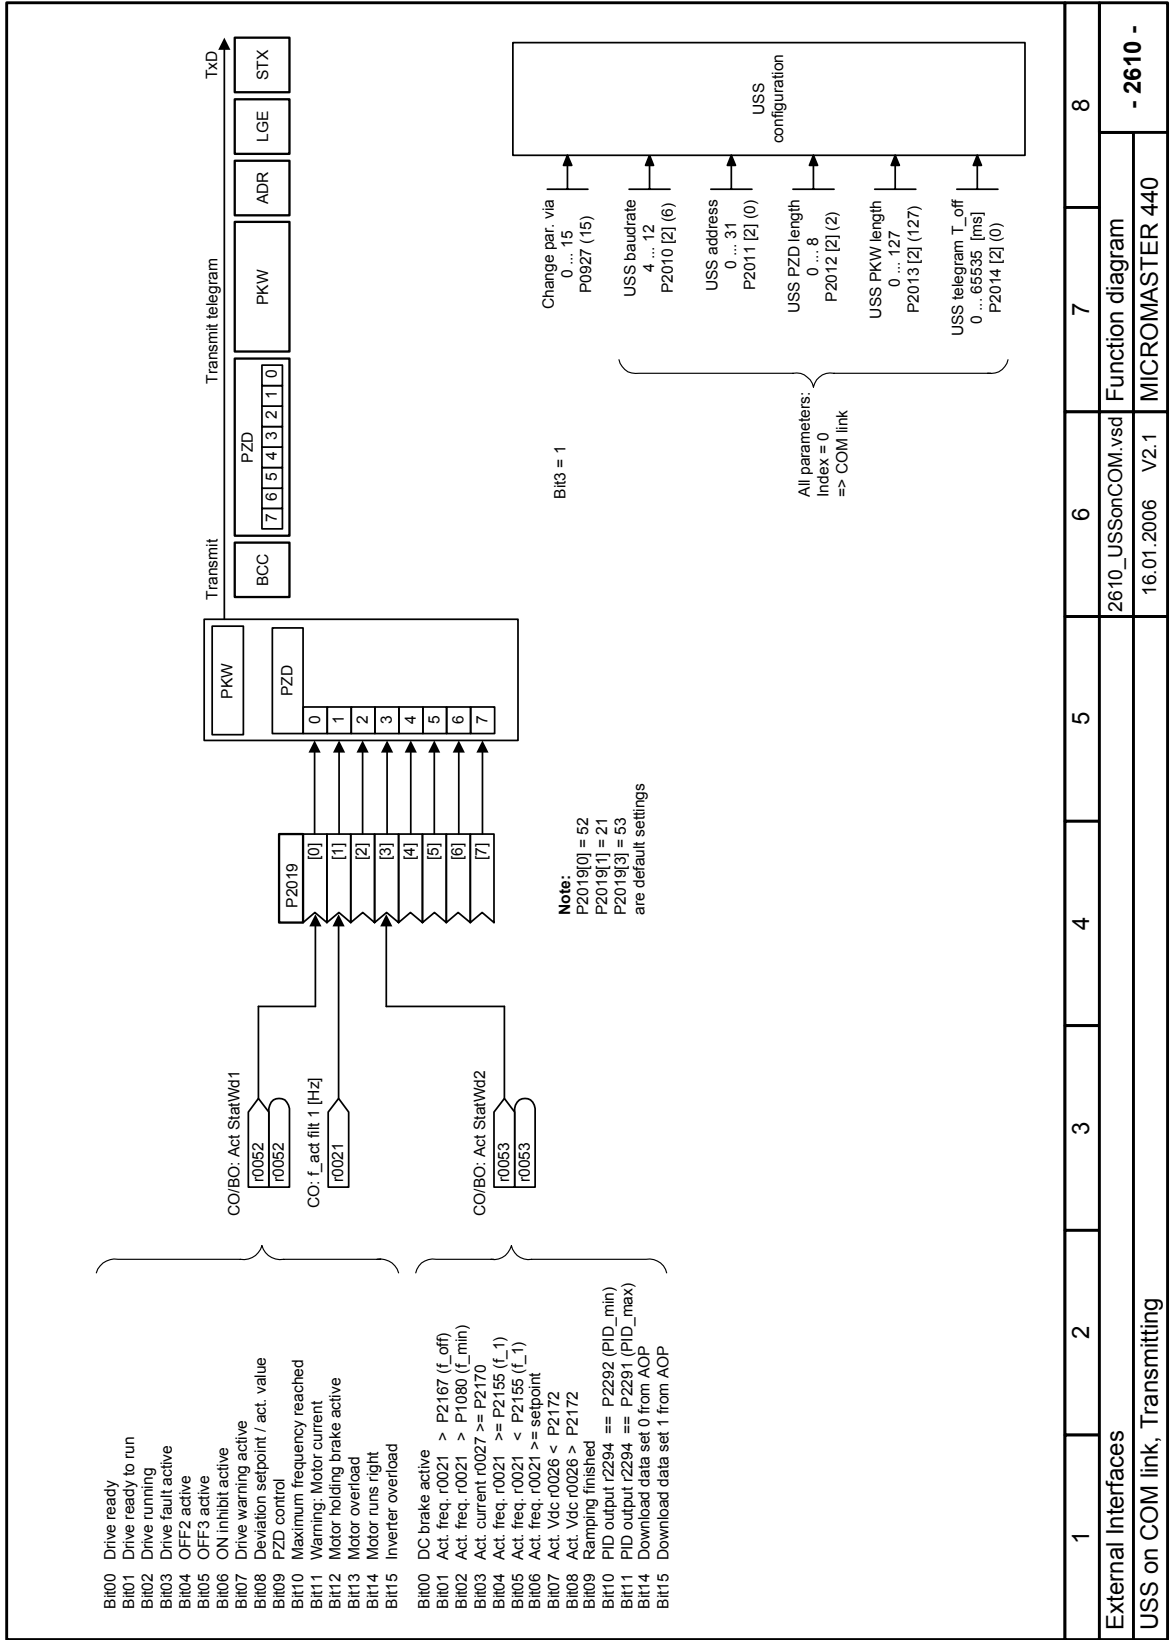 Bit00 Drive ready
Bit01 Drive ready to run
Bit02 Drive running
Bit03 Drive fault active
Bit04 OFF2 active
Bit05 OFF3 active
Bit06 ON inhibit active
Bit07 Drive warning active
Bit08 Deviation setpoint / act. value
Bit09 PZD control
Bit10 Maximum frequency reached
Bit11 Warning: Motor current
Bit12 Motor holding brake active
Bit13 Motor overload
Bit14 Motor runs right
Bit15 Inverter overload
Bit00 DC brake active
Bit01 Act. freq. r0021 > P2167 (f_off)
Bit02 Act. freq. r0021 > P1080 (f_min)
Bit03 Act. current r0027 >= P2170
Bit04 Act. freq. r0021 >= P2155 (f_1)
Bit05 Act. freq. r0021 < P2155 (f_1)
Bit06 Act. freq. r0021 >= setpoint
Bit07 Act. Vdc r0026 < P2172
Bit08 Act. Vdc r0026 > P2172
Bit09 Ramping finished
Bit10 PID output r2294 == P2292 (PID_min)
Bit11 PID output r2294 == P2291 (PID_max)
Bit14 Download data set 0 from AOP
Bit15 Download data set 1 from AOP
CO/BO: Act StatWd1
r0052
r0052
CO: f_act filt 1 [Hz]
r0021
CO/BO: Act StatWd2
r0053
r0053
P2019
[0]
[1]
[2]
[3]
[4]
[5]
[6]
[7]
Note:
P2019[0] = 52
P2019[1] = 21
P2019[3] = 53
are default settings
PKW
PZD
0
1
2
3
4
5
6
7
Transmit
Transmit telegram
TxD
BCC
PZD
7 6 5 4 3 2 1 0
PKW
ADR
LGE
STX
Bit3 = 1
All parameters:
Index = 0
=> COM link
Change par. via
0 ... 15
P0927 (15)
USS baudrate
4 ... 12
P2010 [2] (6)
USS address
0 ... 31
P2011 [2] (0)
USS PZD length
0 ... 8
P2012 [2] (2)
USS PKW length
0 ... 127
P2013 [2] (127)
USS telegram T_off
0 ... 65535 [ms]
P2014 [2] (0)
USS
configuration
1 2 3 4 5 6 7 8
External Interfaces
2610_USSonCOM.vsd
Function diagram
- 2610 -
USS on COM link, Transmitting
16.01.2006 V2.1
MICROMASTER 440